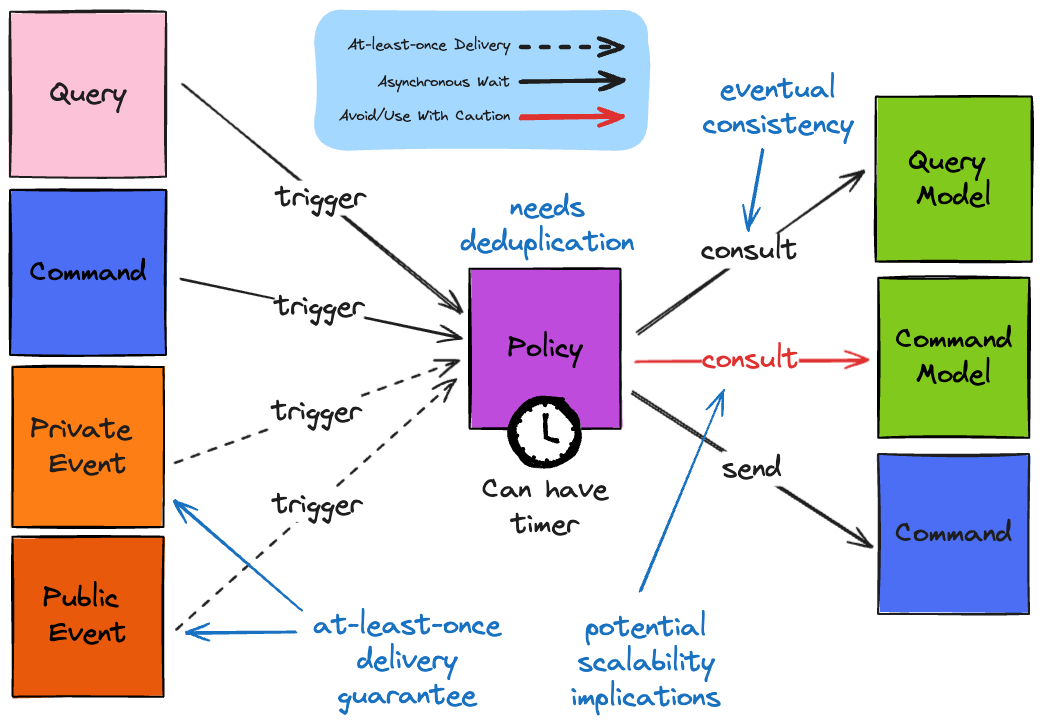 Query
Command
Private
Event
Public
Event
At-least-once Delivery
Asynchronous Wait
Avoid/Use With Caution
trigger
trigger
trigger
trigger
needs
deduplication
Policy
Can have
timer
at-least-once
delivery
guarantee
eventual
consistency
consult
consult
send
potential
scalability
implications
Query
Model
Command
Model
Command